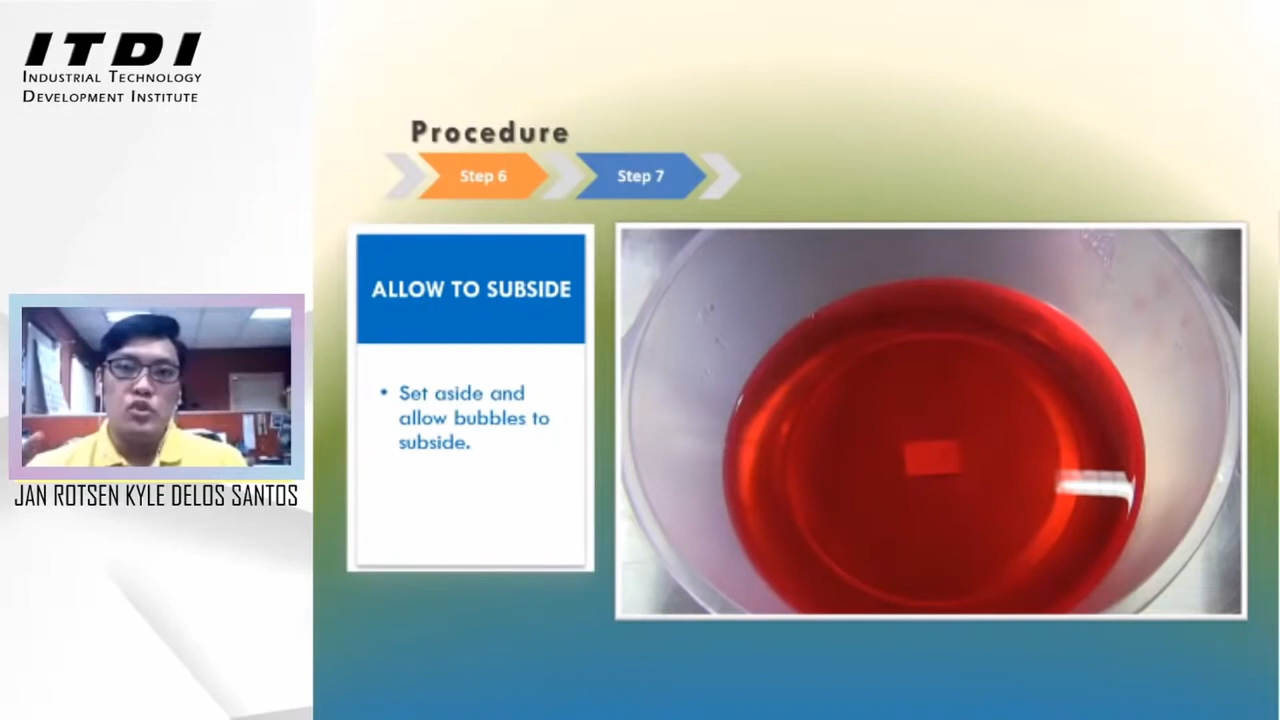 ITDI
INDUSTRIAL TECHNOLOGY
DEVELOPMENT INSTITUTE
Procedure
Step 6
Step 7
ALLOW TO SUBSIDE
• Set aside and
allow bubbles to
subside.
JAN ROTSEN KYLE DELOS SANTOS